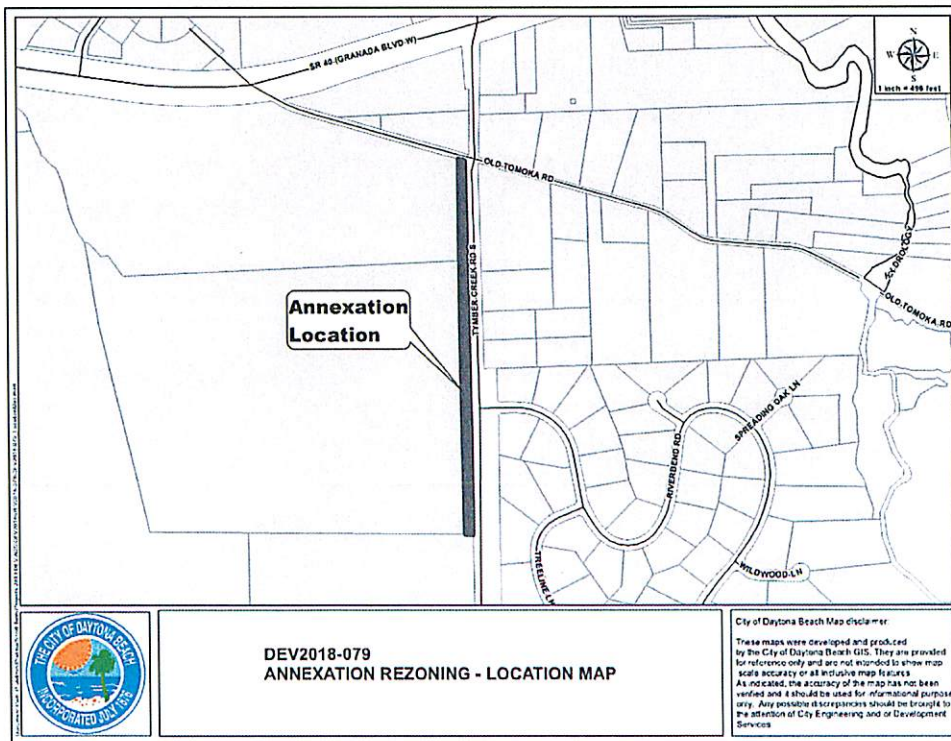 N
W E
S
1 inch = 496 feet
SR 40 (GRANADA BLVD W)
OLD TOMOKA RD
TYMBER CREEK RD S
HYDROLOGY
OLD TOMOKA RD
Annexation
Location
SPREADING OAK LN
RIVERBEND RD
TREELINE LN
WILDWOOD LN
THE CITY OF DAYTONA BEACH
INCORPORATED JULY 1876
DEV2018-079
ANNEXATION REZONING - LOCATION MAP
City of Daytona Beach Map disclaimer:
These maps were developed and produced
by the City of Daytona Beach GIS. They are provided
for reference only and are not intended to show map
scale accuracy or all inclusive map features
As indicated, the accuracy of the map has not been
verified and it should be used for informational purpose
only. Any possible discrepancies should be brought to
the attention of City Engineering and or Development
Services